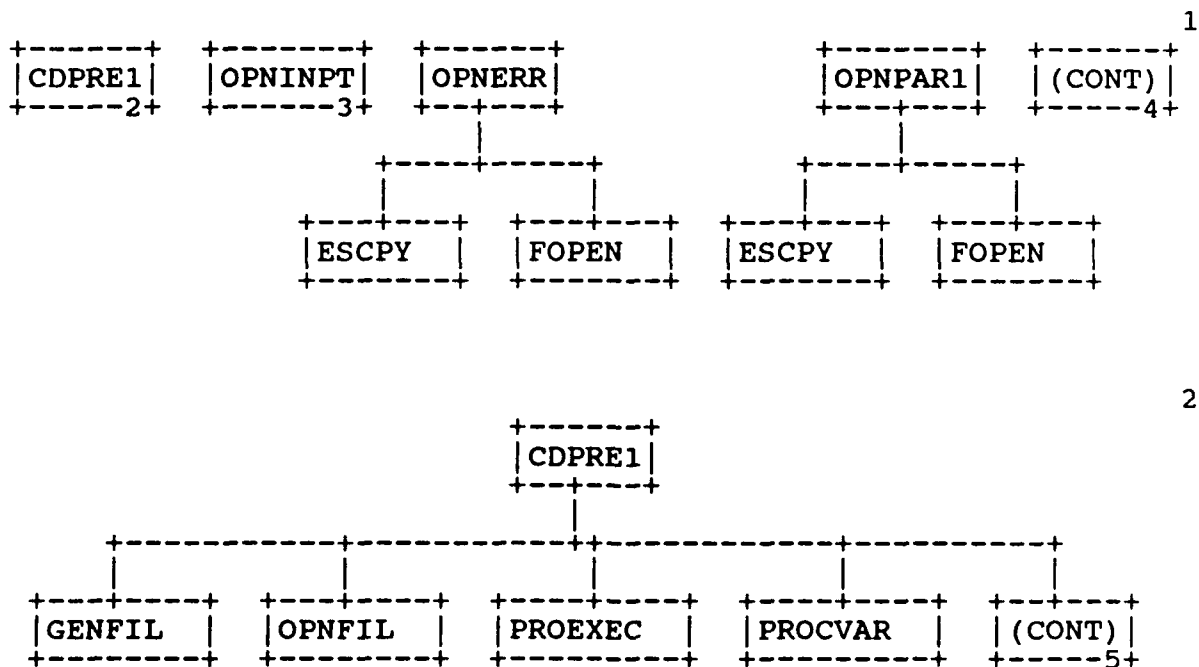 1
CDPRE1 OPNINPT OPNERR OPNPAR1 (CONT)
2 3 4
ESCPY FOPEN ESCPY FOPEN
2
CDPRE1
GENFIL OPNFIL PROEXEC PROCVAR (CONT)
5